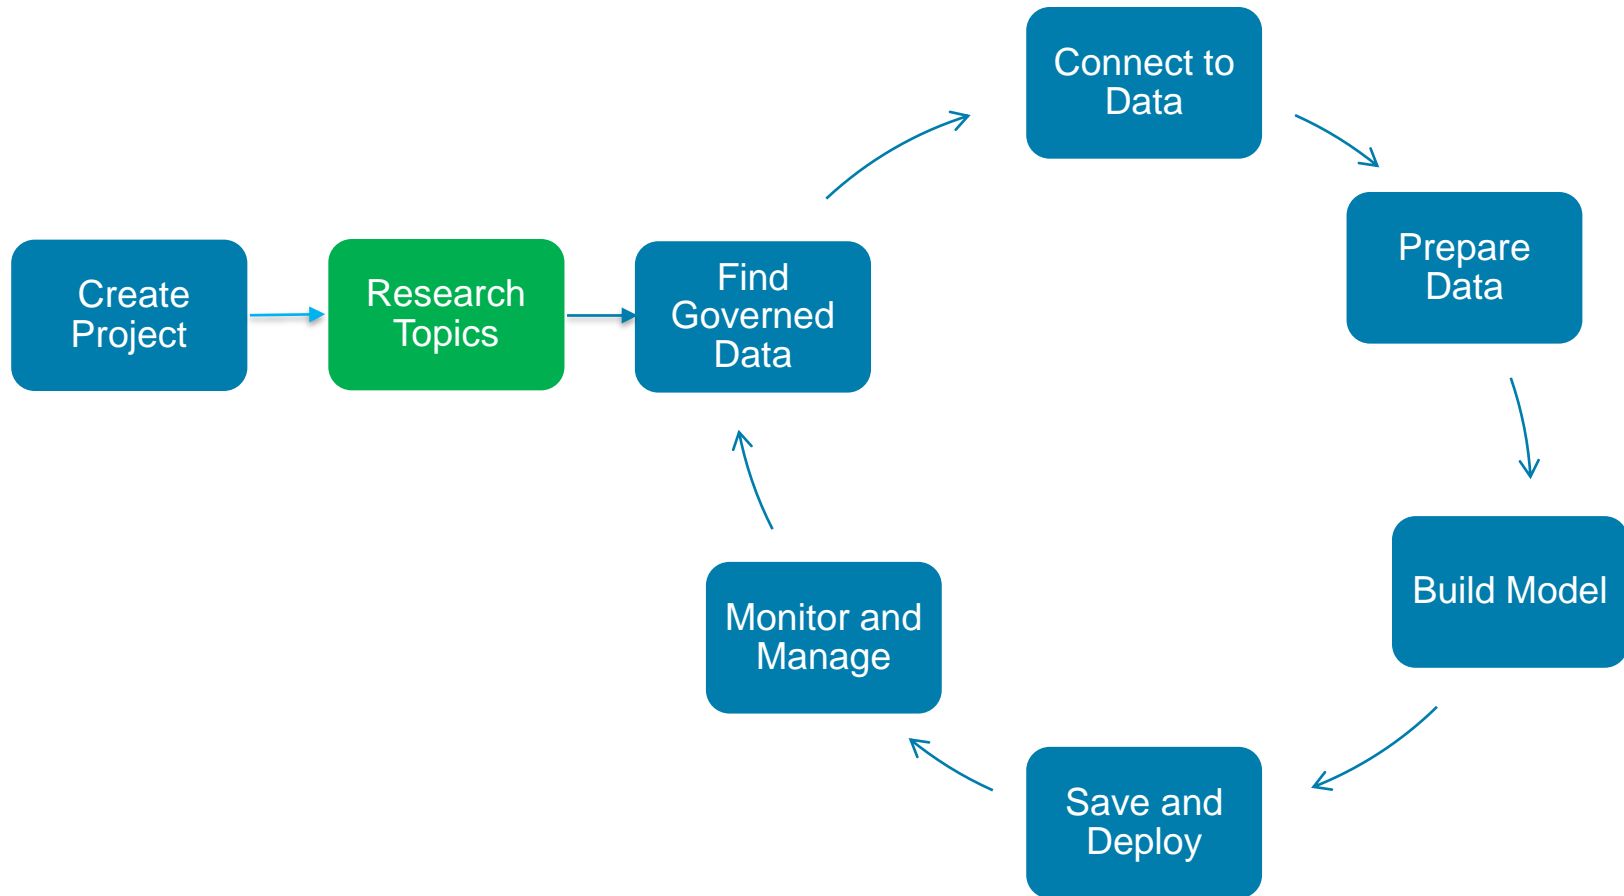 Create
Project
Research
Topics
Find
Governed
Data
Connect to
Data
Prepare
Data
Build Model
Save and
Deploy
Monitor and
Manage